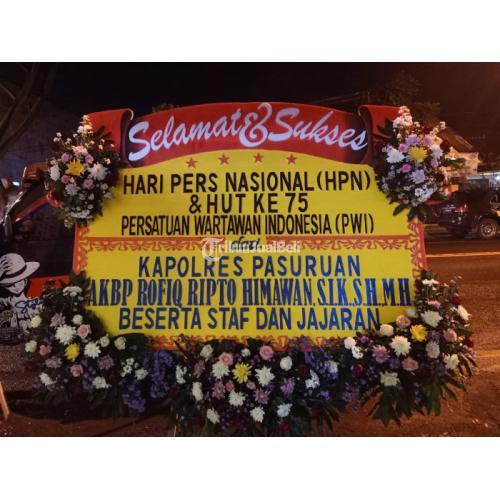 Selamat & Sukses
HARI PERS NASIONAL (HPN)
& HUT KE 75
PERSATUAN WARTAWAN INDONESIA (PWI)
dari
KAPOLRES PASURUAN
AKBP ROFIQ RIPTO HIMAWAN, S.I.K, S.H, M.H
BESERTA STAF DAN JAJARAN